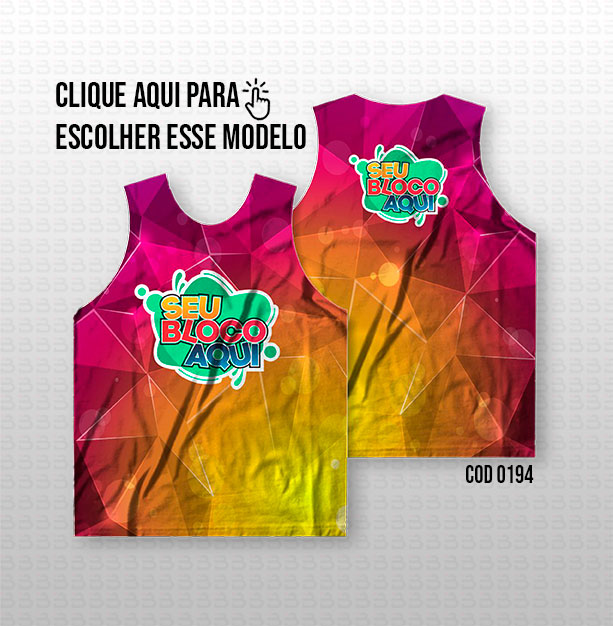 CLIQUE AQUI PARA
ESCOLHER ESSE MODELO
SEU
BLOCO
AQUI
SEU
BLOCO
AQUI
COD 0194